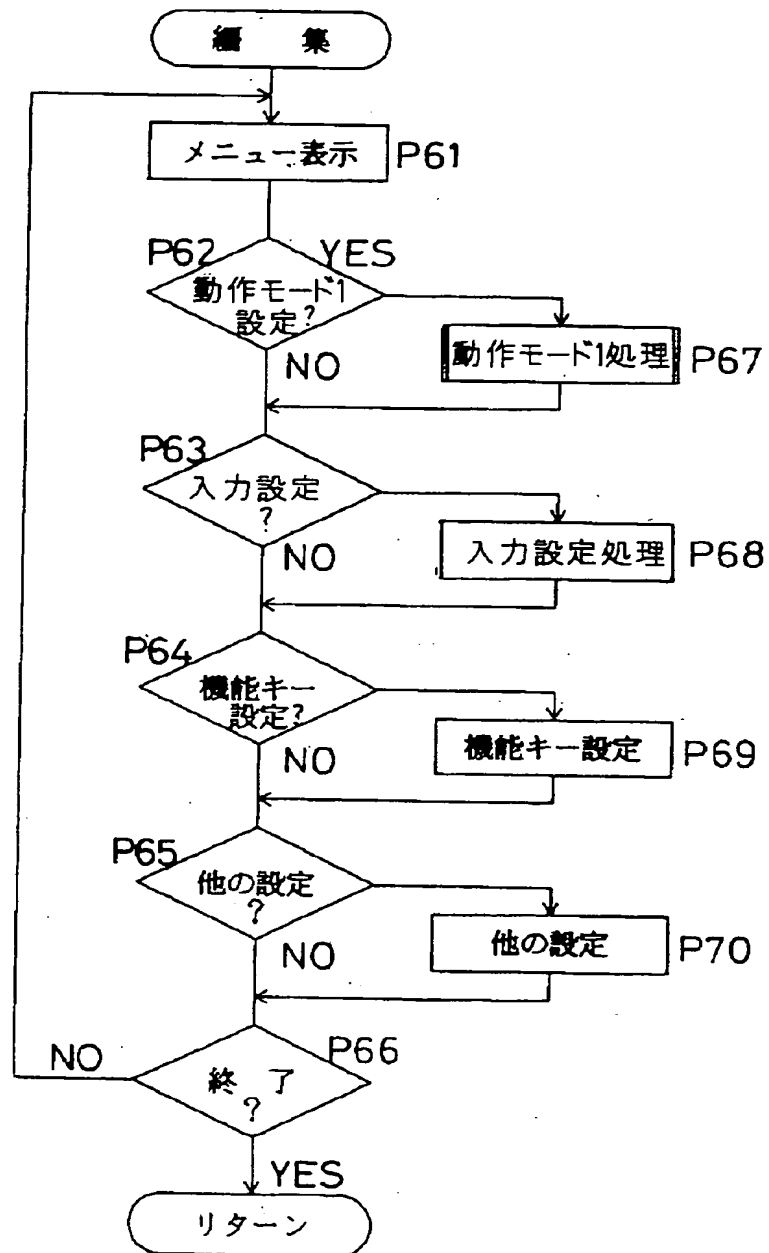 編 集
メニュー表示 P61
P62 YES
動作モード1
設定?
動作モード1処理 P67
NO
P63
入力設定
?
入力設定処理 P68
NO
P64
機能キー
設定?
機能キー設定 P69
NO
P65
他の設定
?
他の設定 P70
NO
NO P66
終 了
?
YES
リターン